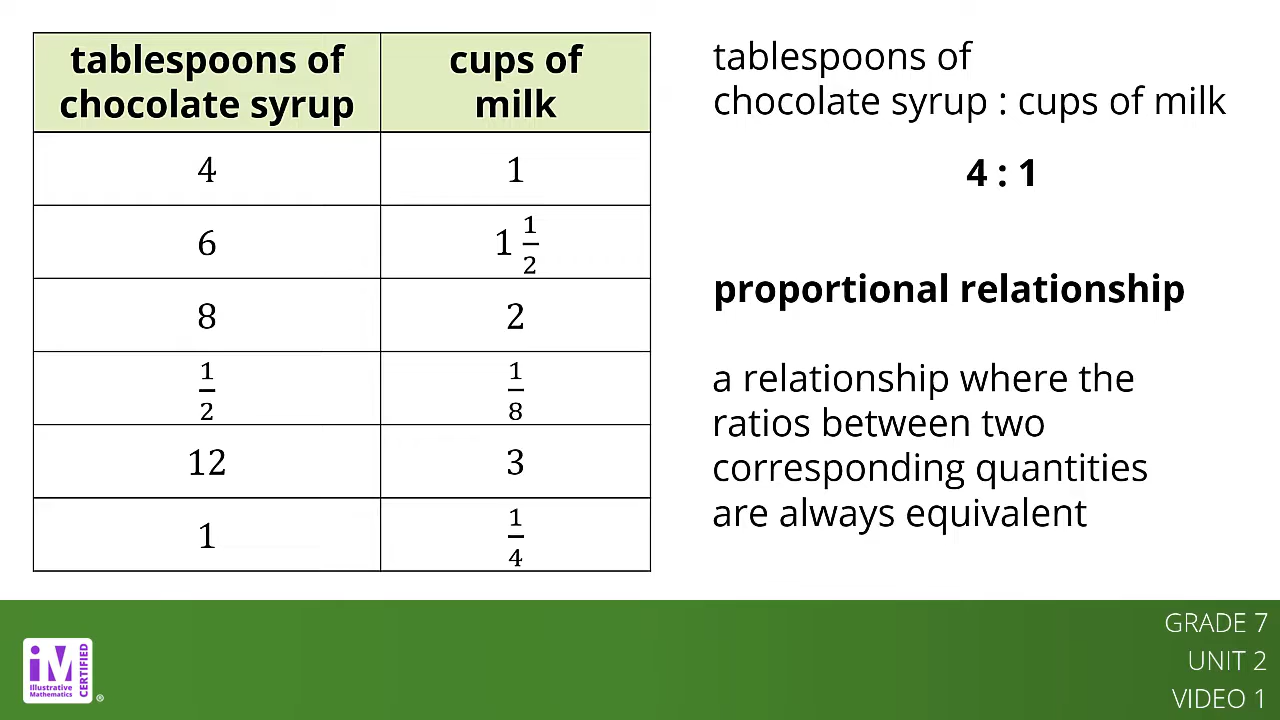 tablespoons of
chocolate syrup
cups of
milk
4 1
6 1 1/2
8 2
1/2 1/8
12 3
1 1/4
tablespoons of
chocolate syrup : cups of milk
4 : 1
proportional relationship
a relationship where the
ratios between two
corresponding quantities
are always equivalent
GRADE 7
UNIT 2
VIDEO 1
iM
Illustrative
Mathematics
CERTIFIED
®